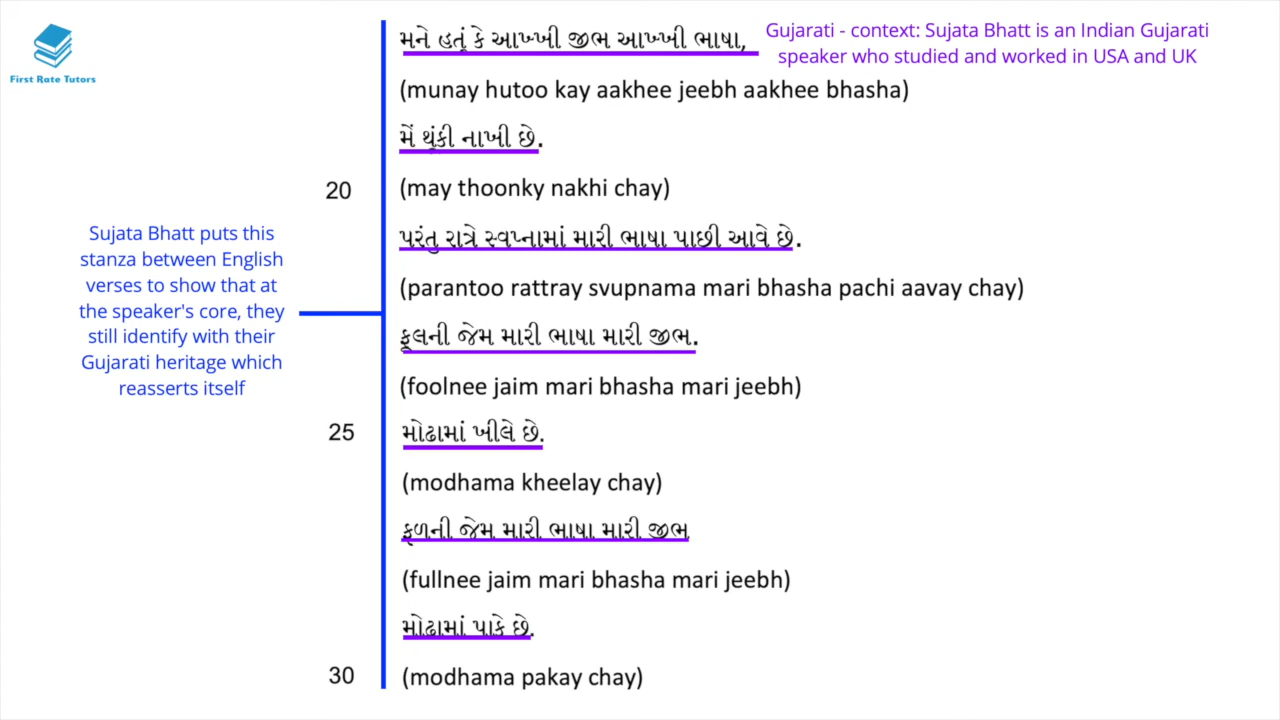 First Rate Tutors
Gujarati - context: Sujata Bhatt is an Indian Gujarati
speaker who studied and worked in USA and UK
મને હતું કે આખ્ખી જીભ આખ્ખી ભાષા,
(munay hutoo kay aakhee jeebh aakhee bhasha)
મેં થૂંકી નાખી છે.
20
(may thoonky nakhi chay)
પરંતુ રાત્રે સ્વપ્નામાં મારી ભાષા પાછી આવે છે.
(parantoo rattray svupnama mari bhasha pachi aavay chay)
ફૂલની જેમ મારી ભાષા મારી જીભ.
(foolnee jaim mari bhasha mari jeebh)
25
મોઢામાં ખીલે છે.
(modhama kheelay chay)
ફળની જેમ મારી ભાષા મારી જીભ
(fullnee jaim mari bhasha mari jeebh)
મોઢામાં પાકે છે.
30
(modhama pakay chay)
Sujata Bhatt puts this
stanza between English
verses to show that at
the speaker's core, they
still identify with their
Gujarati heritage which
reasserts itself